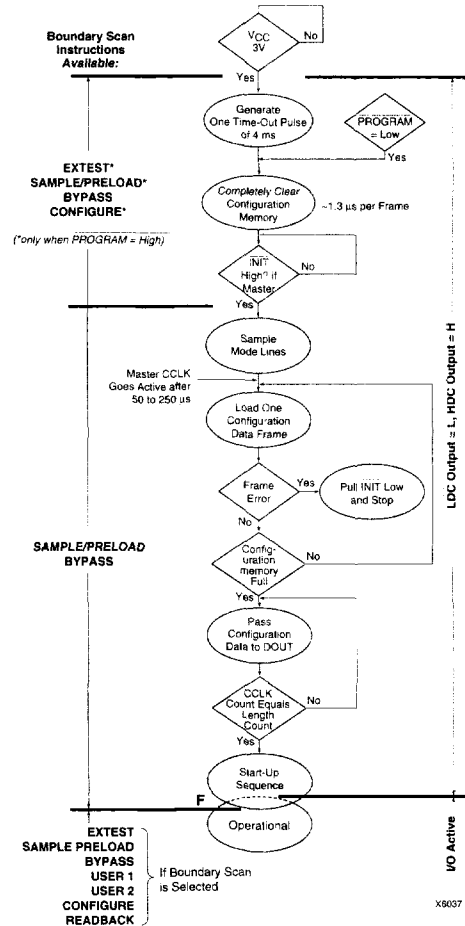 Boundary Scan
Instructions
Available:
VCC
3V
No
Yes
Generate
One Time-Out Pulse
of 4 ms
PROGRAM
= Low
Yes
EXTEST*
SAMPLE/PRELOAD*
BYPASS
CONFIGURE*
(*only when PROGRAM = High)
Completely Clear
Configuration
Memory
~1.3 µs per Frame
INIT
High? if
Master
No
Yes
Sample
Mode Lines
Master CCLK
Goes Active after
50 to 250 µs
Load One
Configuration
Data Frame
Frame
Error
Yes
Pull INIT Low
and Stop
No
SAMPLE/PRELOAD
BYPASS
Config-
uration
memory
Full
No
Yes
Pass
Configuration
Data to DOUT
CCLK
Count Equals
Length
Count
No
Yes
Start-Up
Sequence
F
Operational
LDC Output = L, HDC Output = H
I/O Active
EXTEST
SAMPLE PRELOAD
BYPASS
USER 1
USER 2
CONFIGURE
READBACK
If Boundary Scan
is Selected
X6037